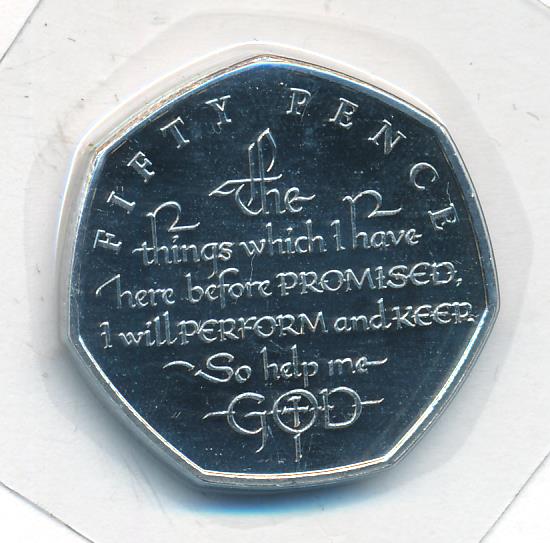 FIFTY PENCE
The
things which I have
here before PROMISED,
I will PERFORM and KEEP.
So help me
GOD